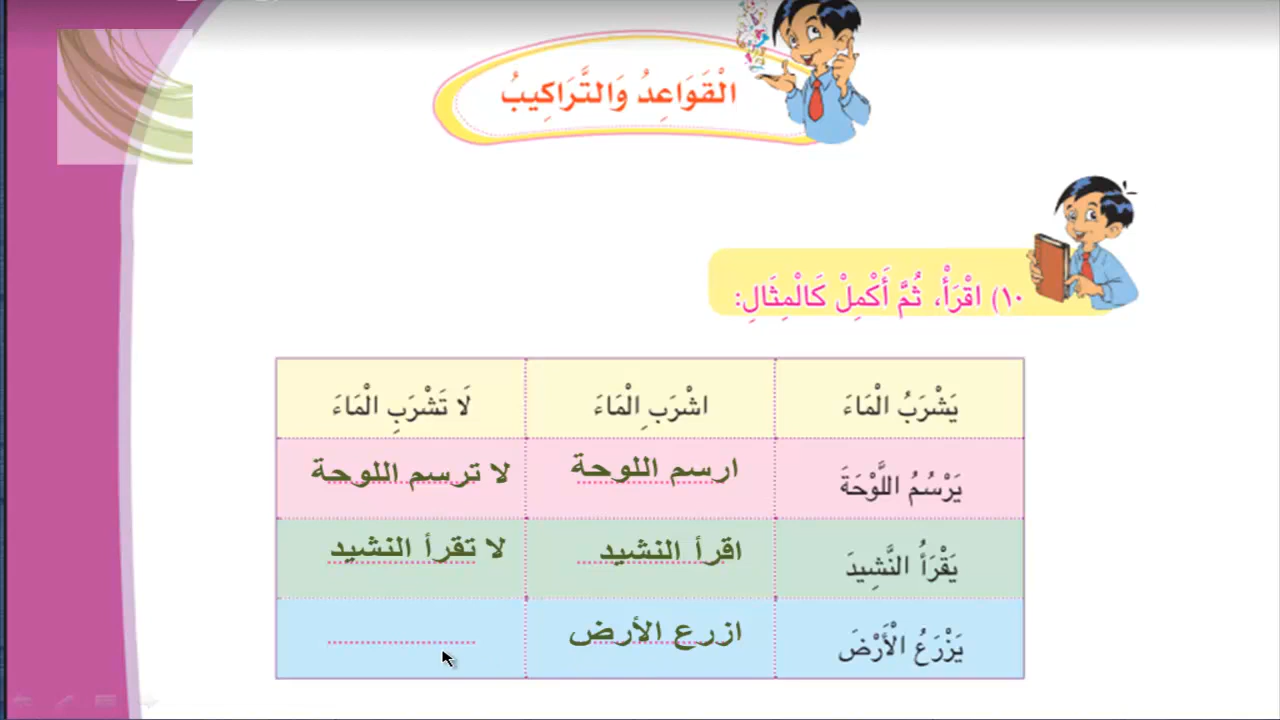 الْقَوَاعِدُ وَالتَّرَاكِيبُ
١٠) اقْرَأْ، ثُمَّ أَكْمِلْ كَالْمِثَالِ:
يَشْرَبُ الْمَاءَ اشْرَبِ الْمَاءَ لَا تَشْرَبِ الْمَاءَ
يَرْسُمُ اللَّوْحَةَ ارسم اللوحة لا ترسم اللوحة
يَقْرَأُ النَّشِيدَ اقرأ النشيد لا تقرأ النشيد
يَزْرَعُ الْأَرْضَ ازرع الأرض